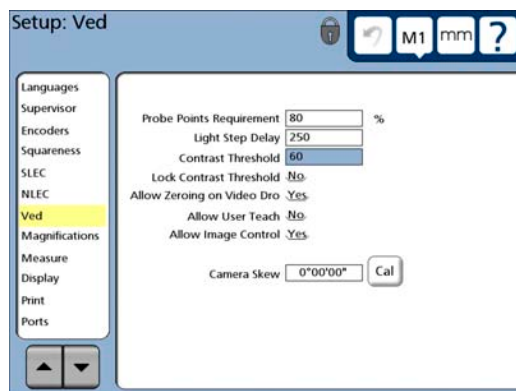 Setup: Ved
M1 mm ?
Languages
Supervisor
Encoders
Squareness
SLEC
NLEC
Ved
Magnifications
Measure
Display
Print
Ports
Probe Points Requirement 80 %
Light Step Delay 250
Contrast Threshold 60
Lock Contrast Threshold No
Allow Zeroing on Video Dro Yes
Allow User Teach No
Allow Image Control Yes
Camera Skew 0°00'00" Cal